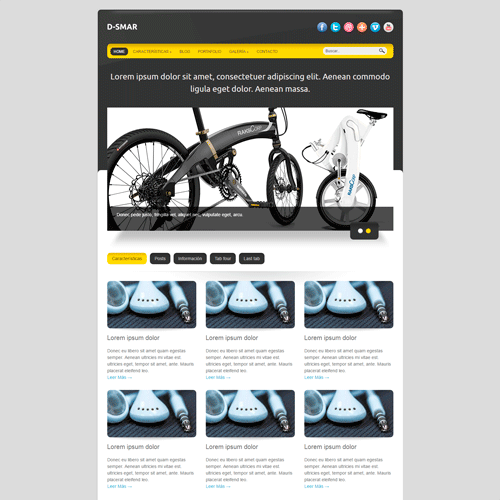 D-SMAR
HOME CARACTERÍSTICAS BLOG PORTAFOLIO GALERIA CONTACTO Buscar...
Lorem ipsum dolor sit amet, consectetuer adipiscing elit. Aenean commodo
ligula eget dolor. Aenean massa.
Donec pede justo, fringilla vel, aliquet nec, vulputate eget, arcu.
Características Posts Información Tab four Last tab
Lorem ipsum dolor Lorem ipsum dolor Lorem ipsum dolor
Donec eu libero sit amet quam egestas Donec eu libero sit amet quam egestas Donec eu libero sit amet quam egestas
semper. Aenean ultricies mi vitae est. semper. Aenean ultricies mi vitae est. semper. Aenean ultricies mi vitae est.
ultricies eget, tempor sit amet, ante. Mauris ultricies eget, tempor sit amet, ante. Mauris ultricies eget, tempor sit amet, ante. Mauris
placerat eleifend leo. placerat eleifend leo. placerat eleifend leo.
Leer Más → Leer Más → Leer Más →
Lorem ipsum dolor Lorem ipsum dolor Lorem ipsum dolor
Donec eu libero sit amet quam egestas Donec eu libero sit amet quam egestas Donec eu libero sit amet quam egestas
semper. Aenean ultricies mi vitae est. semper. Aenean ultricies mi vitae est. semper. Aenean ultricies mi vitae est.
ultricies eget, tempor sit amet, ante. Mauris ultricies eget, tempor sit amet, ante. Mauris ultricies eget, tempor sit amet, ante. Mauris
placerat eleifend leo. placerat eleifend leo. placerat eleifend leo.
Leer Más → Leer Más → Leer Más →